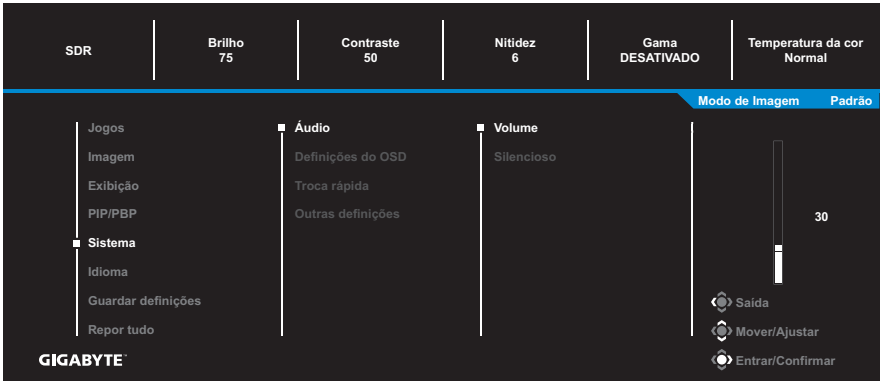 SDR
Brilho
75
Contraste
50
Nitidez
6
Gama
DESATIVADO
Temperatura da cor
Normal
Modo de Imagem Padrão
Jogos
Imagem
Exibição
PIP/PBP
Sistema
Idioma
Guardar definições
Repor tudo
Áudio
Definições do OSD
Troca rápida
Outras definições
Volume
Silencioso
30
Saída
Mover/Ajustar
Entrar/Confirmar
GIGABYTE™